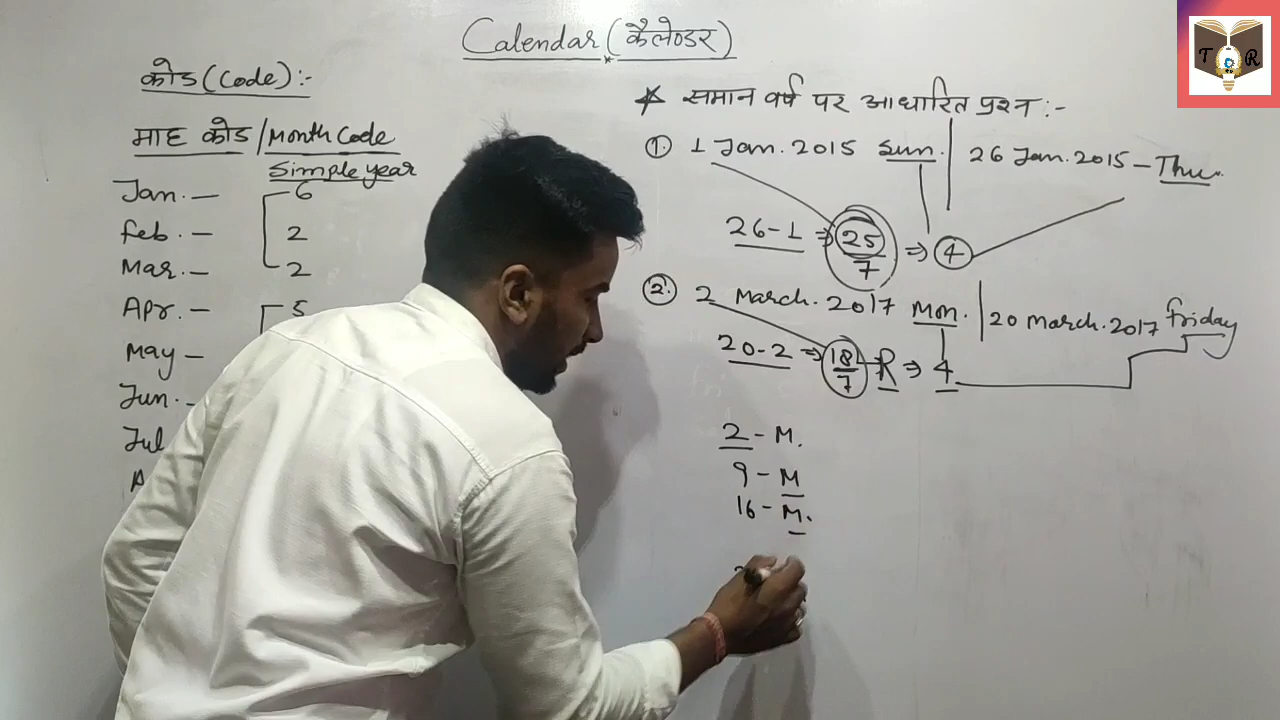 Calendar (कैलेण्डर)
कोड (Code) :-
माह कोड / Month Code
Simple year
Jan. — 6
feb. — 2
Mar. — 2
Apr. — 5
May —
Jun. -
Jul
A
★ समान वर्ष पर आधारित प्रश्न :-
1. 1 Jan. 2015 Sun. | 26 Jan. 2015 - Thu.
26-1 ⇒ 25/7 ⇒ 4
2. 2 March. 2017 Mon. | 20 March. 2017 friday
20-2 ⇒ 18/7 R ⇒ 4
2 - M.
9 - M
16 - M.
T R